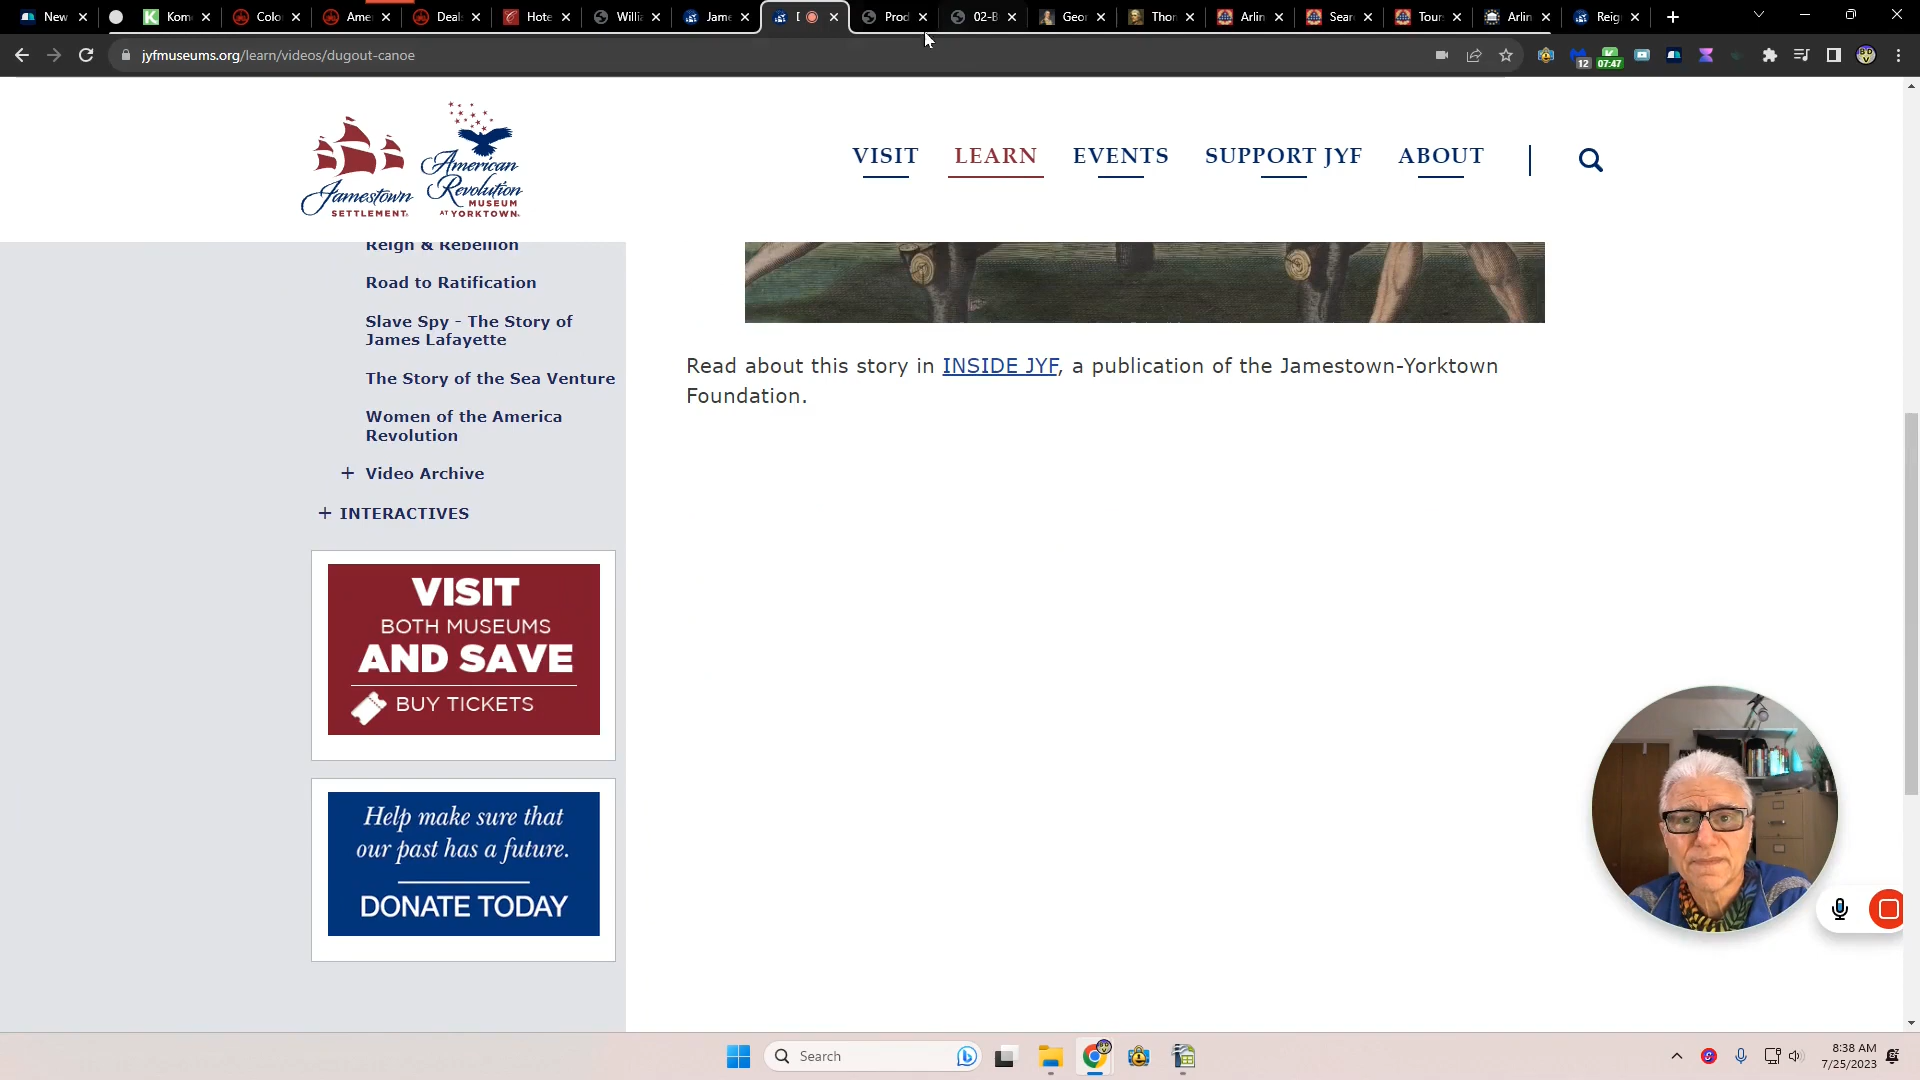 New
Kom
Colo
Ame
Deal
Hote
Willia
Jame
Prod
02-B
Geor
Thor
Arlin
Sear
Tour
Arlin
Reig
jyfmuseums.org/learn/videos/dugout-canoe
12
07:47
Jamestown
SETTLEMENT
American
Revolution
MUSEUM
AT YORKTOWN
VISIT
LEARN
EVENTS
SUPPORT JYF
ABOUT
Reign & Rebellion
Road to Ratification
Slave Spy - The Story of
James Lafayette
The Story of the Sea Venture
Women of the America
Revolution
+ Video Archive
+ INTERACTIVES
VISIT
BOTH MUSEUMS
AND SAVE
BUY TICKETS
Help make sure that
our past has a future.
DONATE TODAY
Read about this story in INSIDE JYF, a publication of the Jamestown-Yorktown
Foundation.
Search
8:38 AM
7/25/2023